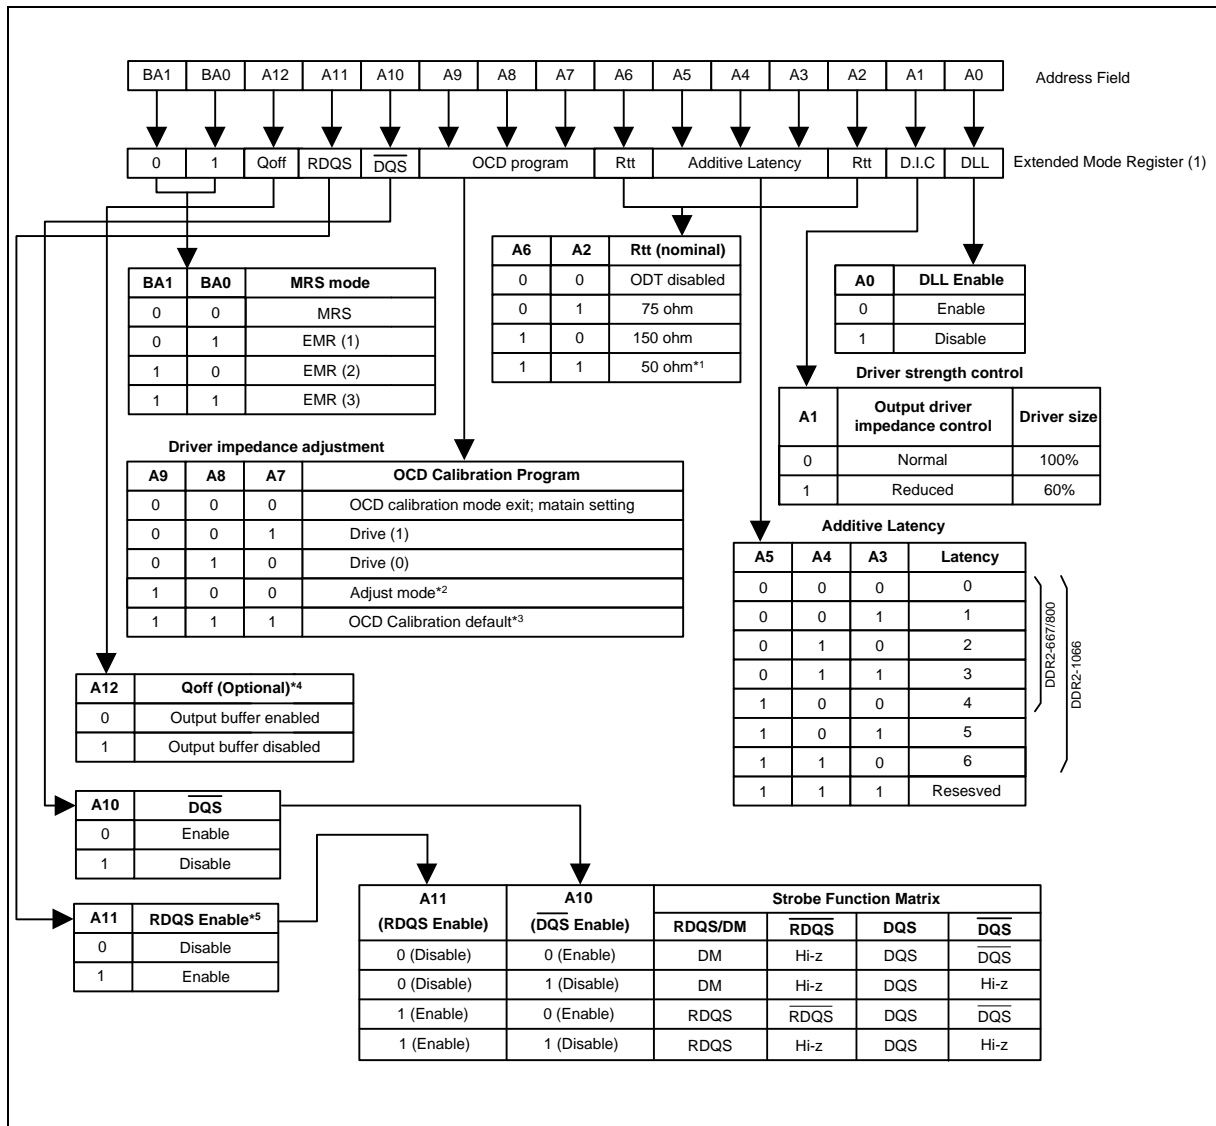 BA1 BA0 A12 A11 A10 A9 A8 A7 A6 A5 A4 A3 A2 A1 A0 Address Field
0 1 Qoff RDQS D̅Q̅S̅ OCD program Rtt Additive Latency Rtt D.I.C DLL Extended Mode Register (1)
BA1 BA0 MRS mode
0 0 MRS
0 1 EMR (1)
1 0 EMR (2)
1 1 EMR (3)
A6 A2 Rtt (nominal)
0 0 ODT disabled
0 1 75 ohm
1 0 150 ohm
1 1 50 ohm*1
A0 DLL Enable
0 Enable
1 Disable
Driver strength control
A1 Output driver impedance control Driver size
0 Normal 100%
1 Reduced 60%
Driver impedance adjustment
A9 A8 A7 OCD Calibration Program
0 0 0 OCD calibration mode exit; matain setting
0 0 1 Drive (1)
0 1 0 Drive (0)
1 0 0 Adjust mode*2
1 1 1 OCD Calibration default*3
Additive Latency
A5 A4 A3 Latency
0 0 0 0
0 0 1 1
0 1 0 2
0 1 1 3
1 0 0 4
1 0 1 5
1 1 0 6
1 1 1 Resesved
DDR2-667/800
DDR2-1066
A12 Qoff (Optional)*4
0 Output buffer enabled
1 Output buffer disabled
A10 D̅Q̅S̅
0 Enable
1 Disable
A11 RDQS Enable*5
0 Disable
1 Enable
A11 (RDQS Enable) A10 (D̅Q̅S̅ Enable) Strobe Function Matrix
RDQS/DM R̅D̅Q̅S̅ DQS D̅Q̅S̅
0 (Disable) 0 (Enable) DM Hi-z DQS D̅Q̅S̅
0 (Disable) 1 (Disable) DM Hi-z DQS Hi-z
1 (Enable) 0 (Enable) RDQS R̅D̅Q̅S̅ DQS D̅Q̅S̅
1 (Enable) 1 (Disable) RDQS Hi-z DQS Hi-z